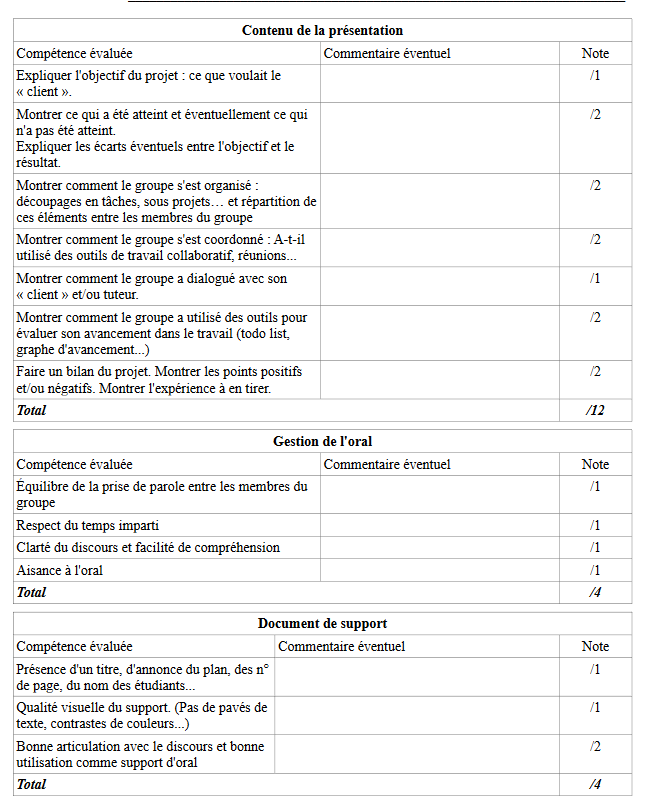 Contenu de la présentation
Compétence évaluée Commentaire éventuel Note
Expliquer l'objectif du projet : ce que voulait le /1
« client ».
Montrer ce qui a été atteint et éventuellement ce qui /2
n'a pas été atteint.
Expliquer les écarts éventuels entre l'objectif et le
résultat.
Montrer comment le groupe s'est organisé : /2
découpages en tâches, sous projets… et répartition de
ces éléments entre les membres du groupe
Montrer comment le groupe s'est coordonné : A-t-il /2
utilisé des outils de travail collaboratif, réunions...
Montrer comment le groupe a dialogué avec son /1
« client » et/ou tuteur.
Montrer comment le groupe a utilisé des outils pour /2
évaluer son avancement dans le travail (todo list,
graphe d'avancement...)
Faire un bilan du projet. Montrer les points positifs /2
et/ou négatifs. Montrer l'expérience à en tirer.
Total /12
Gestion de l'oral
Compétence évaluée Commentaire éventuel Note
Équilibre de la prise de parole entre les membres du /1
groupe
Respect du temps imparti /1
Clarté du discours et facilité de compréhension /1
Aisance à l'oral /1
Total /4
Document de support
Compétence évaluée Commentaire éventuel Note
Présence d'un titre, d'annonce du plan, des n° /1
de page, du nom des étudiants...
Qualité visuelle du support. (Pas de pavés de /1
texte, contrastes de couleurs...)
Bonne articulation avec le discours et bonne /2
utilisation comme support d'oral
Total /4